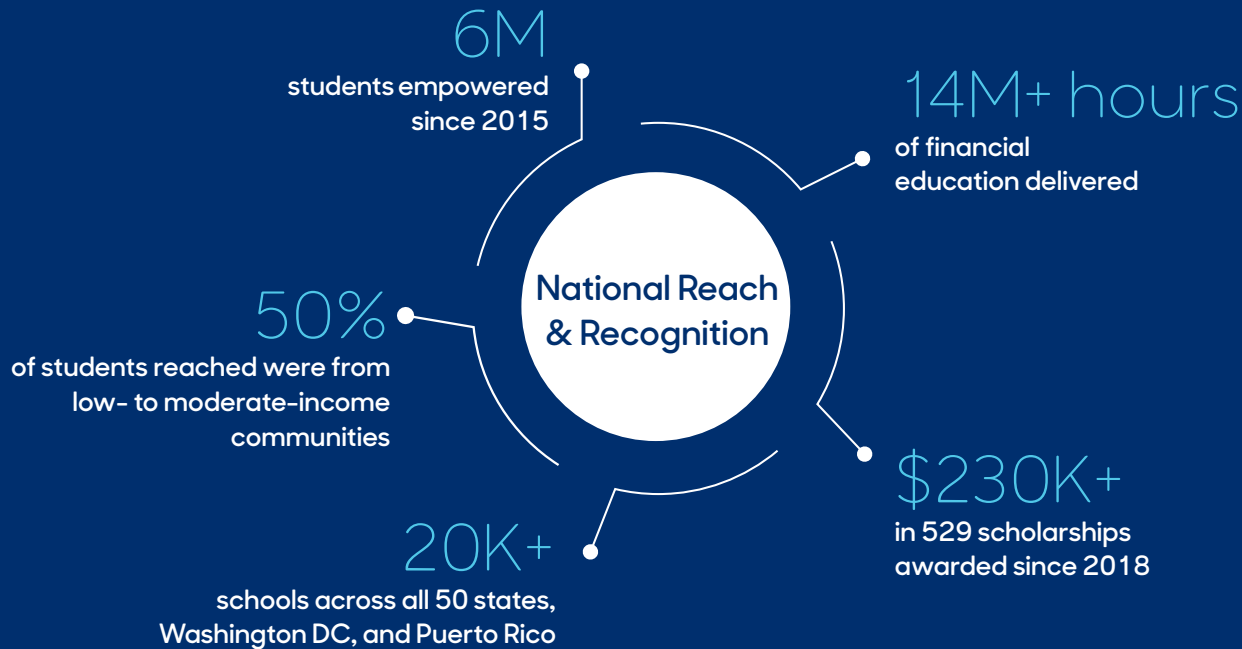 6M
students empowered
since 2015
14M+ hours
of financial
education delivered
National Reach
& Recognition
50%
of students reached were from
low- to moderate-income
communities
$230K+
in 529 scholarships
awarded since 2018
20K+
schools across all 50 states,
Washington DC, and Puerto Rico